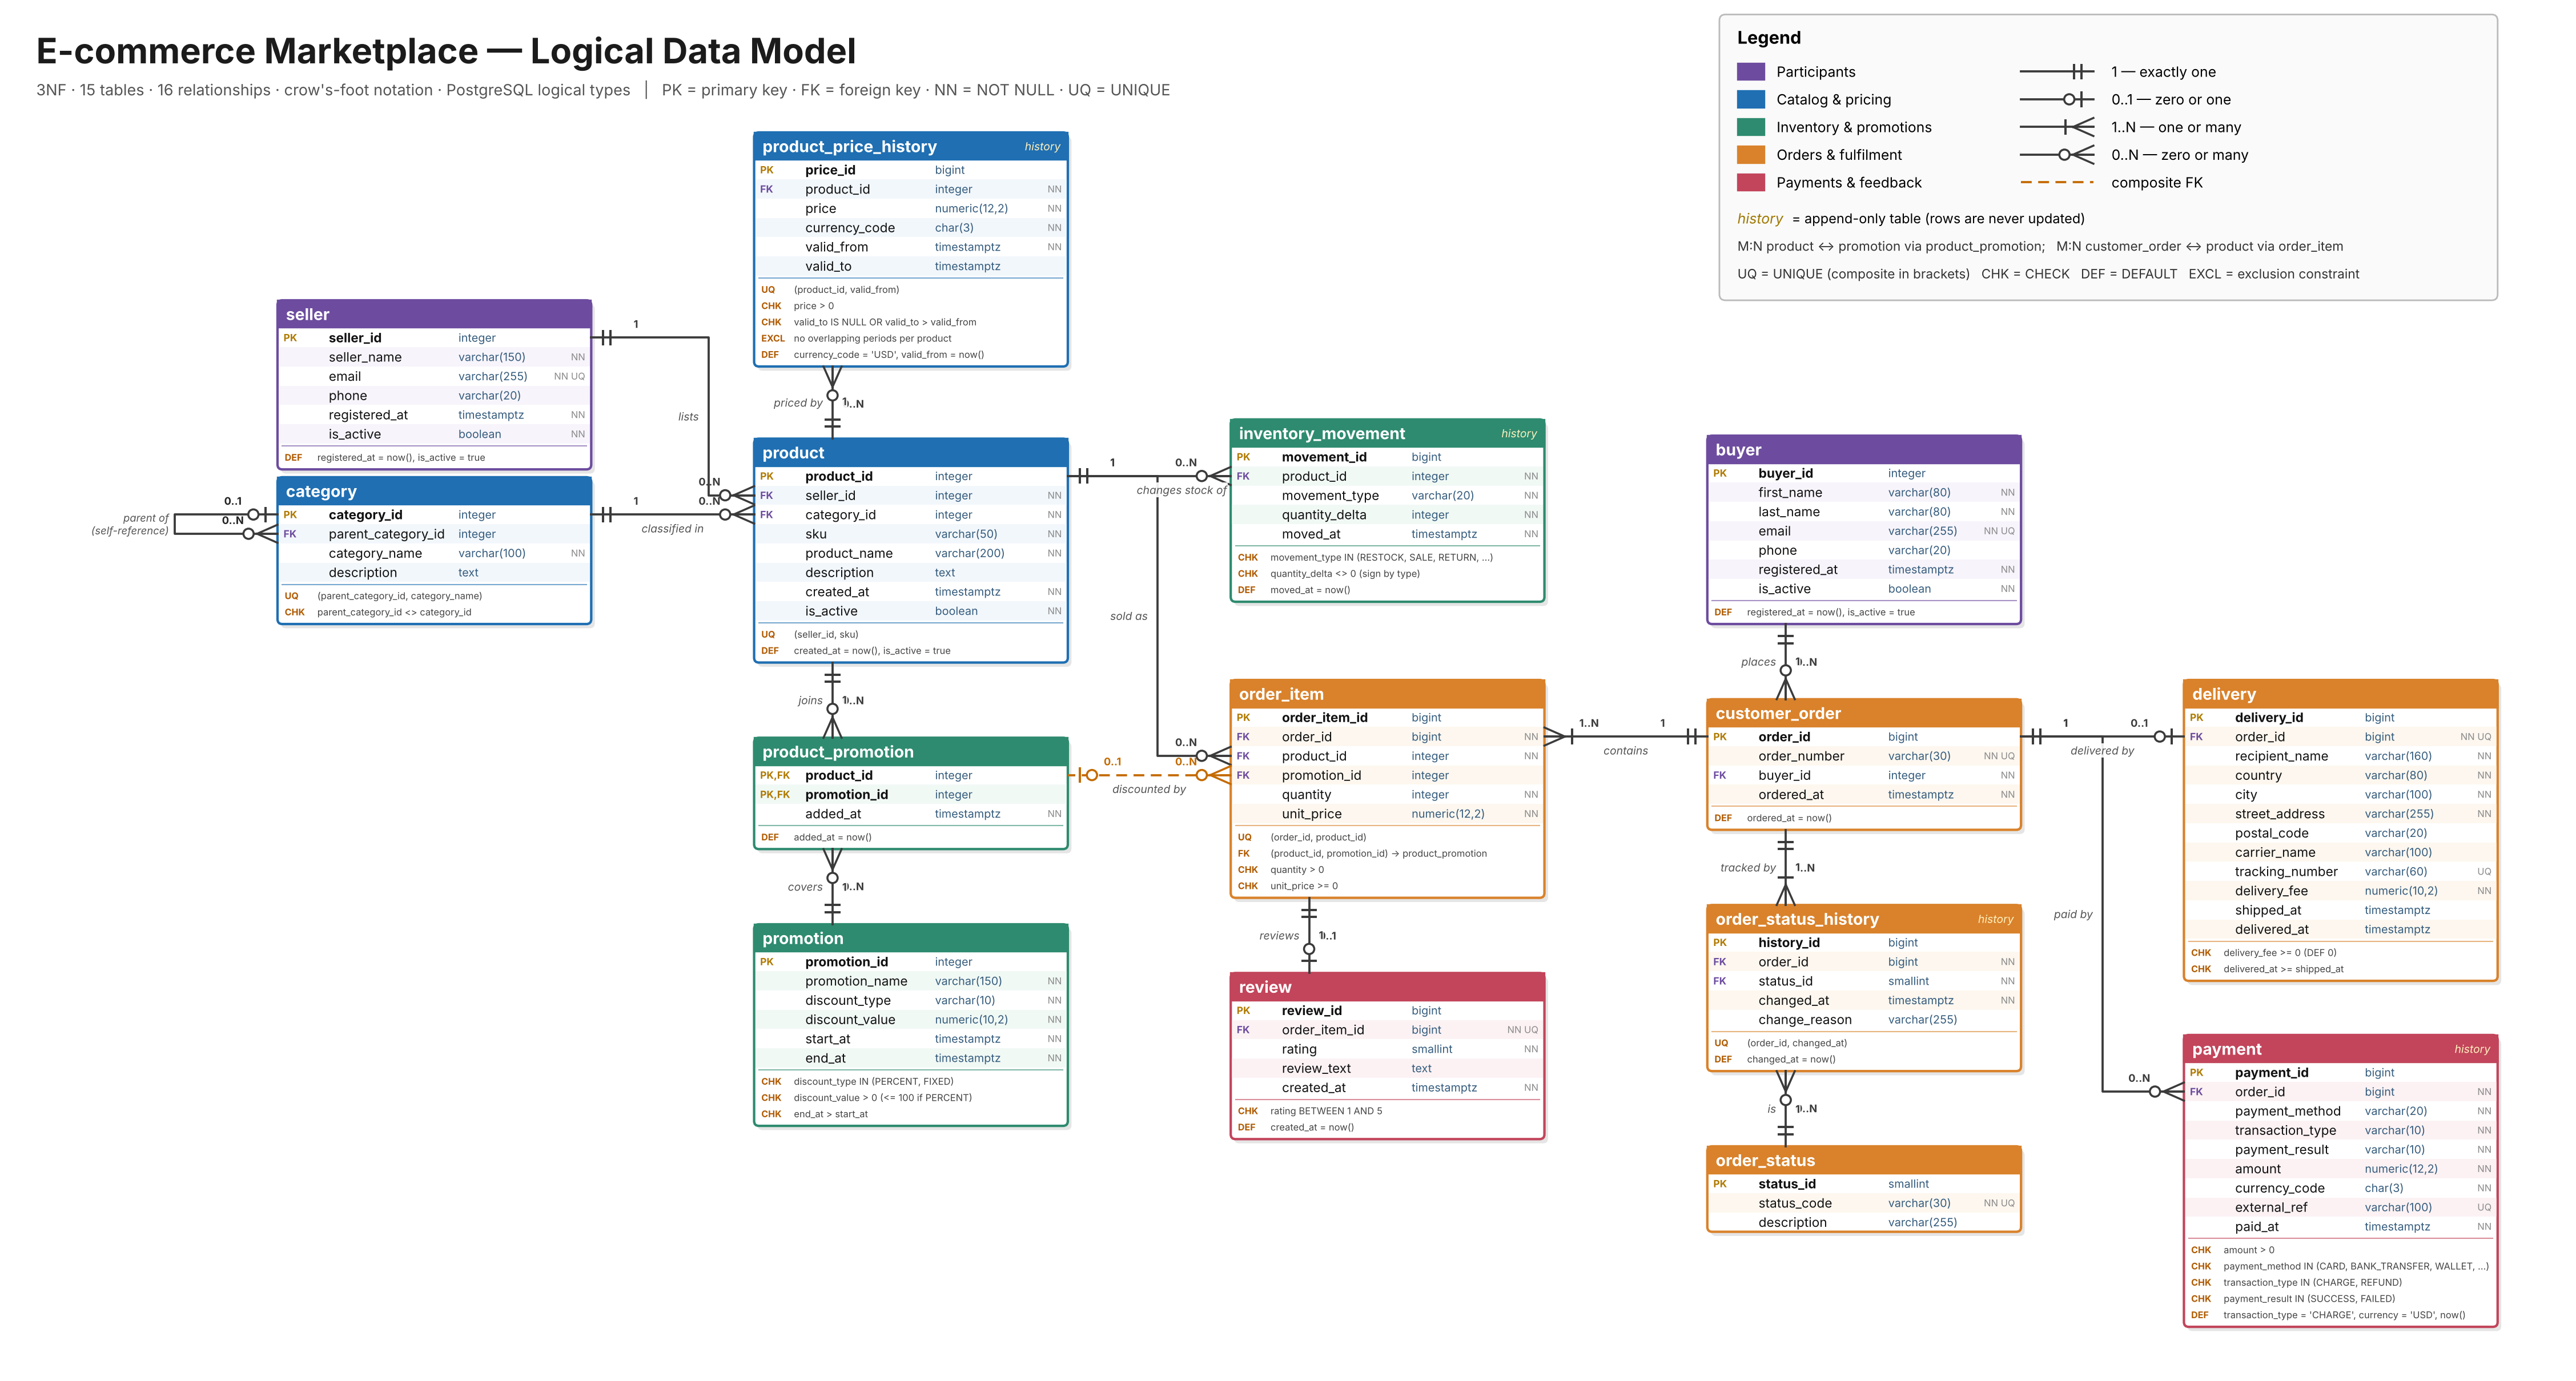 E-commerce Marketplace — Logical Data Model
3NF · 15 tables · 16 relationships · crow's-foot notation · PostgreSQL logical types | PK = primary key · FK = foreign key · NN = NOT NULL · UQ = UNIQUE
Legend
Participants
Catalog & pricing
Inventory & promotions
Orders & fulfilment
Payments & feedback
1 — exactly one
0..1 — zero or one
1..N — one or many
0..N — zero or many
composite FK
history = append-only table (rows are never updated)
M:N product ↔ promotion via product_promotion; M:N customer_order ↔ product via order_item
UQ = UNIQUE (composite in brackets) CHK = CHECK DEF = DEFAULT EXCL = exclusion constraint
product_price_history history
PK price_id bigint
FK product_id integer NN
price numeric(12,2) NN
currency_code char(3) NN
valid_from timestamptz NN
valid_to timestamptz
UQ (product_id, valid_from)
CHK price > 0
CHK valid_to IS NULL OR valid_to > valid_from
EXCL no overlapping periods per product
DEF currency_code = 'USD', valid_from = now()
priced by
seller
PK seller_id integer
seller_name varchar(150) NN
email varchar(255) NN UQ
phone varchar(20)
registered_at timestamptz NN
is_active boolean NN
DEF registered_at = now(), is_active = true
1
lists
0..N
category
PK category_id integer
FK parent_category_id integer
category_name varchar(100) NN
description text
UQ (parent_category_id, category_name)
CHK parent_category_id <> category_id
0..1
0..N
parent of
(self-reference)
1
0..N
classified in
product
PK product_id integer
FK seller_id integer NN
FK category_id integer NN
sku varchar(50) NN
product_name varchar(200) NN
description text
created_at timestamptz NN
is_active boolean NN
UQ (seller_id, sku)
DEF created_at = now(), is_active = true
joins
product_promotion
PK,FK product_id integer
PK,FK promotion_id integer
added_at timestamptz NN
DEF added_at = now()
covers
promotion
PK promotion_id integer
promotion_name varchar(150) NN
discount_type varchar(10) NN
discount_value numeric(10,2) NN
start_at timestamptz NN
end_at timestamptz NN
CHK discount_type IN (PERCENT, FIXED)
CHK discount_value > 0 (<= 100 if PERCENT)
CHK end_at > start_at
1
0..N
changes stock of
sold as
0..N
0..1
0..N
discounted by
inventory_movement history
PK movement_id bigint
FK product_id integer NN
movement_type varchar(20) NN
quantity_delta integer NN
moved_at timestamptz NN
CHK movement_type IN (RESTOCK, SALE, RETURN, ...)
CHK quantity_delta <> 0 (sign by type)
DEF moved_at = now()
order_item
PK order_item_id bigint
FK order_id bigint NN
FK product_id integer NN
FK promotion_id integer
quantity integer NN
unit_price numeric(12,2) NN
UQ (order_id, product_id)
FK (product_id, promotion_id) → product_promotion
CHK quantity > 0
CHK unit_price >= 0
reviews
review
PK review_id bigint
FK order_item_id bigint NN UQ
rating smallint NN
review_text text
created_at timestamptz NN
CHK rating BETWEEN 1 AND 5
DEF created_at = now()
1..N
1
contains
buyer
PK buyer_id integer
first_name varchar(80) NN
last_name varchar(80) NN
email varchar(255) NN UQ
phone varchar(20)
registered_at timestamptz NN
is_active boolean NN
DEF registered_at = now(), is_active = true
places
customer_order
PK order_id bigint
order_number varchar(30) NN UQ
FK buyer_id integer NN
ordered_at timestamptz NN
DEF ordered_at = now()
tracked by
1..N
order_status_history history
PK history_id bigint
FK order_id bigint NN
FK status_id smallint NN
changed_at timestamptz NN
change_reason varchar(255)
UQ (order_id, changed_at)
DEF changed_at = now()
is
order_status
PK status_id smallint
status_code varchar(30) NN UQ
description varchar(255)
1
0..1
delivered by
paid by
0..N
delivery
PK delivery_id bigint
FK order_id bigint NN UQ
recipient_name varchar(160) NN
country varchar(80) NN
city varchar(100) NN
street_address varchar(255) NN
postal_code varchar(20)
carrier_name varchar(100)
tracking_number varchar(60) UQ
delivery_fee numeric(10,2) NN
shipped_at timestamptz
delivered_at timestamptz
CHK delivery_fee >= 0 (DEF 0)
CHK delivered_at >= shipped_at
payment history
PK payment_id bigint
FK order_id bigint NN
payment_method varchar(20) NN
transaction_type varchar(10) NN
payment_result varchar(10) NN
amount numeric(12,2) NN
currency_code char(3) NN
external_ref varchar(100) UQ
paid_at timestamptz NN
CHK amount > 0
CHK payment_method IN (CARD, BANK_TRANSFER, WALLET, ...)
CHK transaction_type IN (CHARGE, REFUND)
CHK payment_result IN (SUCCESS, FAILED)
DEF transaction_type = 'CHARGE', currency = 'USD', now()